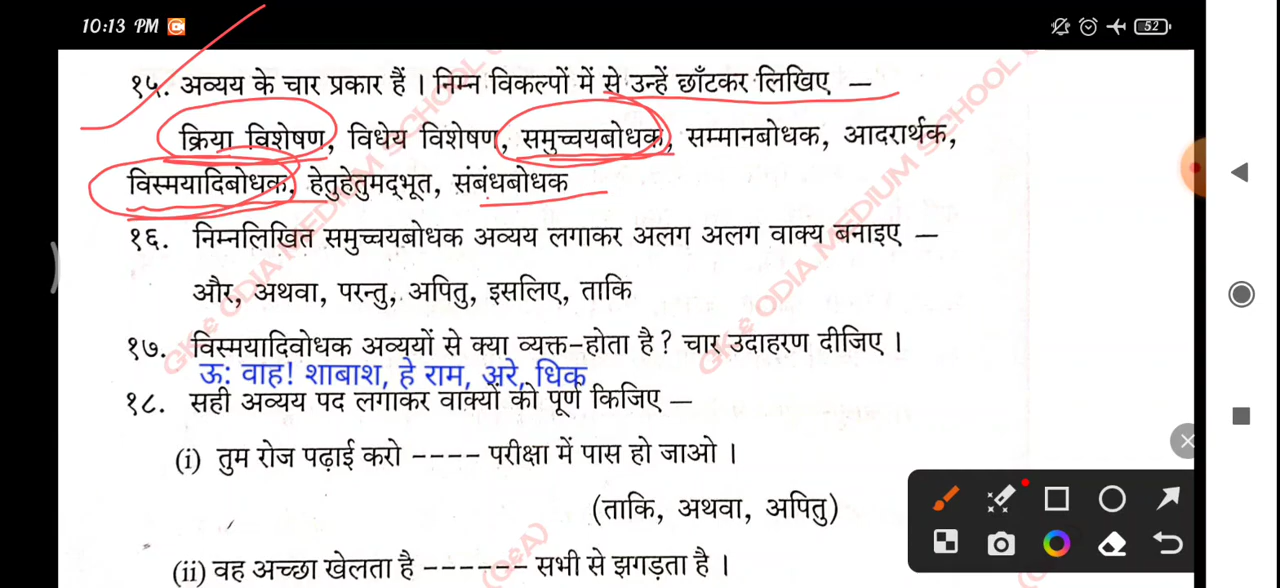 10:13 PM
52
१५. अव्यय के चार प्रकार हैं । निम्न विकल्पों में से उन्हें छाँटकर लिखिए —
क्रिया विशेषण, विधेय विशेषण, समुच्चयबोधक, सम्मानबोधक, आदरार्थक,
विस्मयादिबोधक, हेतुहेतुमद्भूत, संबंधबोधक
१६. निम्नलिखित समुच्चयबोधक अव्यय लगाकर अलग अलग वाक्य बनाइए —
और, अथवा, परन्तु, अपितु, इसलिए, ताकि
१७. विस्मयादिवोधक अव्ययों से क्या व्यक्त-होता है ? चार उदाहरण दीजिए ।
ऊ: वाह! शाबाश, हे राम, अरे, धिक
१८. सही अव्यय पद लगाकर वाक्यों को पूर्ण किजिए —
(i) तुम रोज पढ़ाई करो ---- परीक्षा में पास हो जाओ ।
(ताकि, अथवा, अपितु)
(ii) वह अच्छा खेलता है ------ सभी से झगड़ता है ।